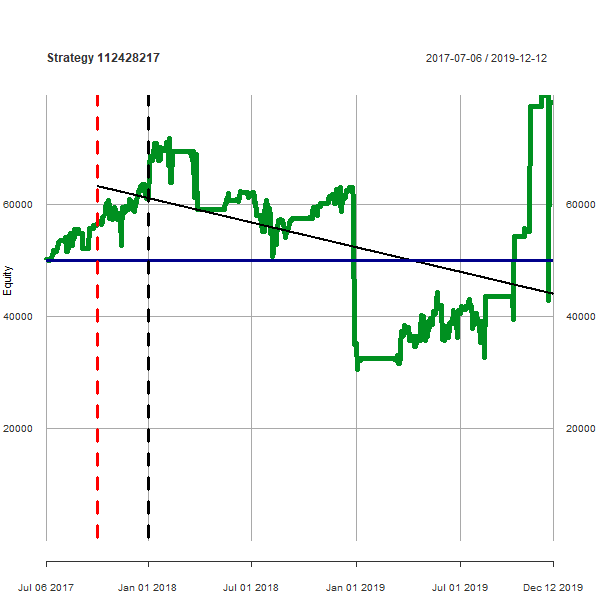 Strategy 112428217
2017-07-06 / 2019-12-12
Equity
60000
60000
40000
40000
20000
20000
Jul 06 2017
Jan 01 2018
Jul 01 2018
Jan 01 2019
Jul 01 2019
Dec 12 2019